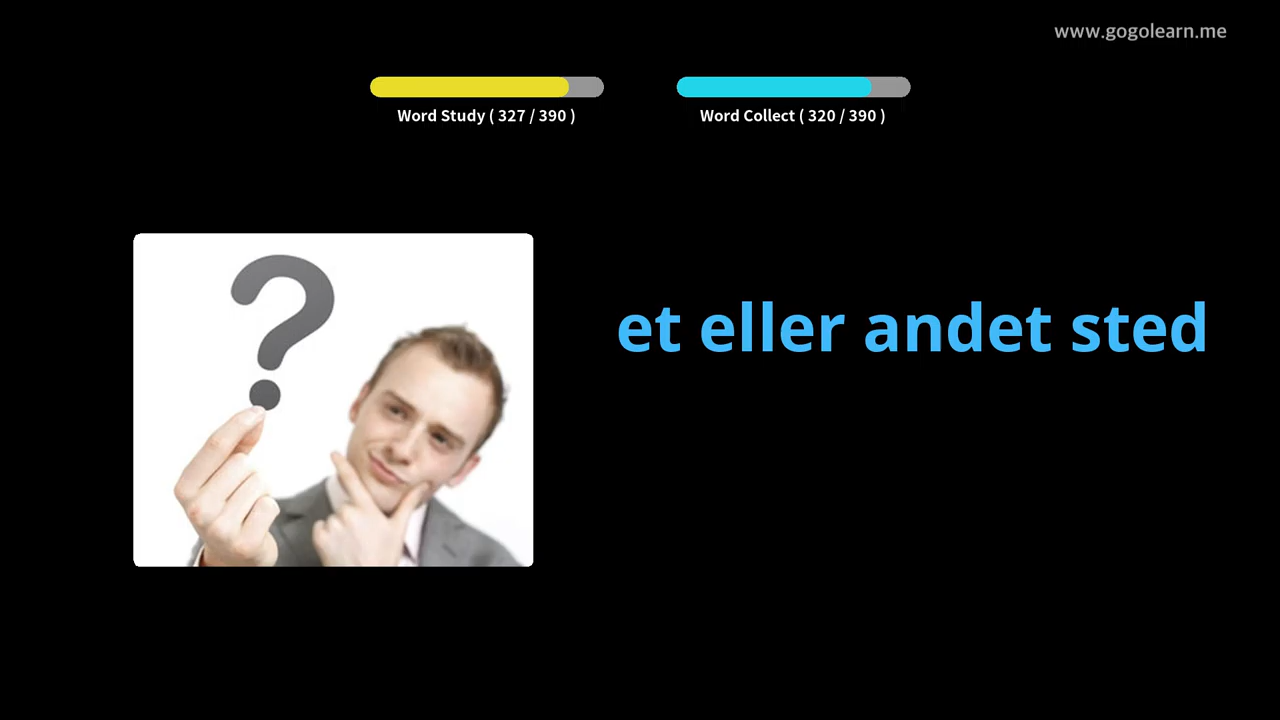 www.gogolearn.me
Word Study ( 327 / 390 )
Word Collect ( 320 / 390 )
?
et eller andet sted